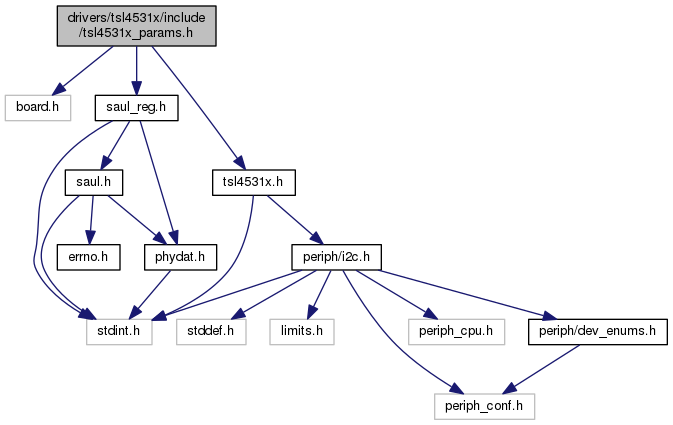 drivers/tsl4531x/include
/tsl4531x_params.h
board.h
saul_reg.h
saul.h
tsl4531x.h
errno.h
phydat.h
periph/i2c.h
stdint.h
stddef.h
limits.h
periph_cpu.h
periph/dev_enums.h
periph_conf.h